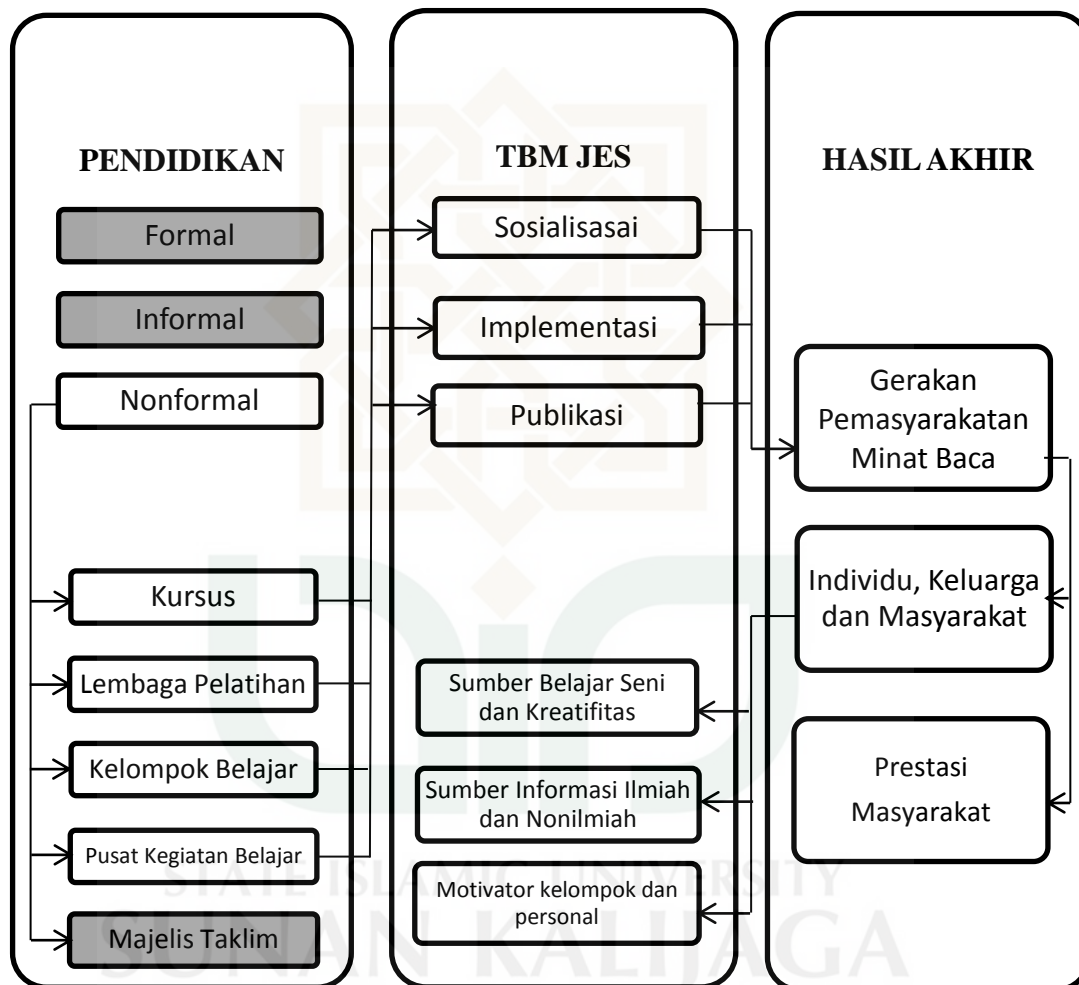 PENDIDIKAN
Formal
Informal
Nonformal
Kursus
Lembaga Pelatihan
Kelompok Belajar
Pusat Kegiatan Belajar
Majelis Taklim
TBM JES
Sosialisasai
Implementasi
Publikasi
Sumber Belajar Seni
dan Kreatifitas
Sumber Informasi Ilmiah
dan Nonilmiah
Motivator kelompok dan
personal
HASIL AKHIR
Gerakan
Pemasyarakatan
Minat Baca
Individu, Keluarga
dan Masyarakat
Prestasi
Masyarakat
STATE ISLAMIC UNIVERSITY
SUNAN KALIJAGA